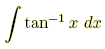 ∫ tan⁻¹ x dx